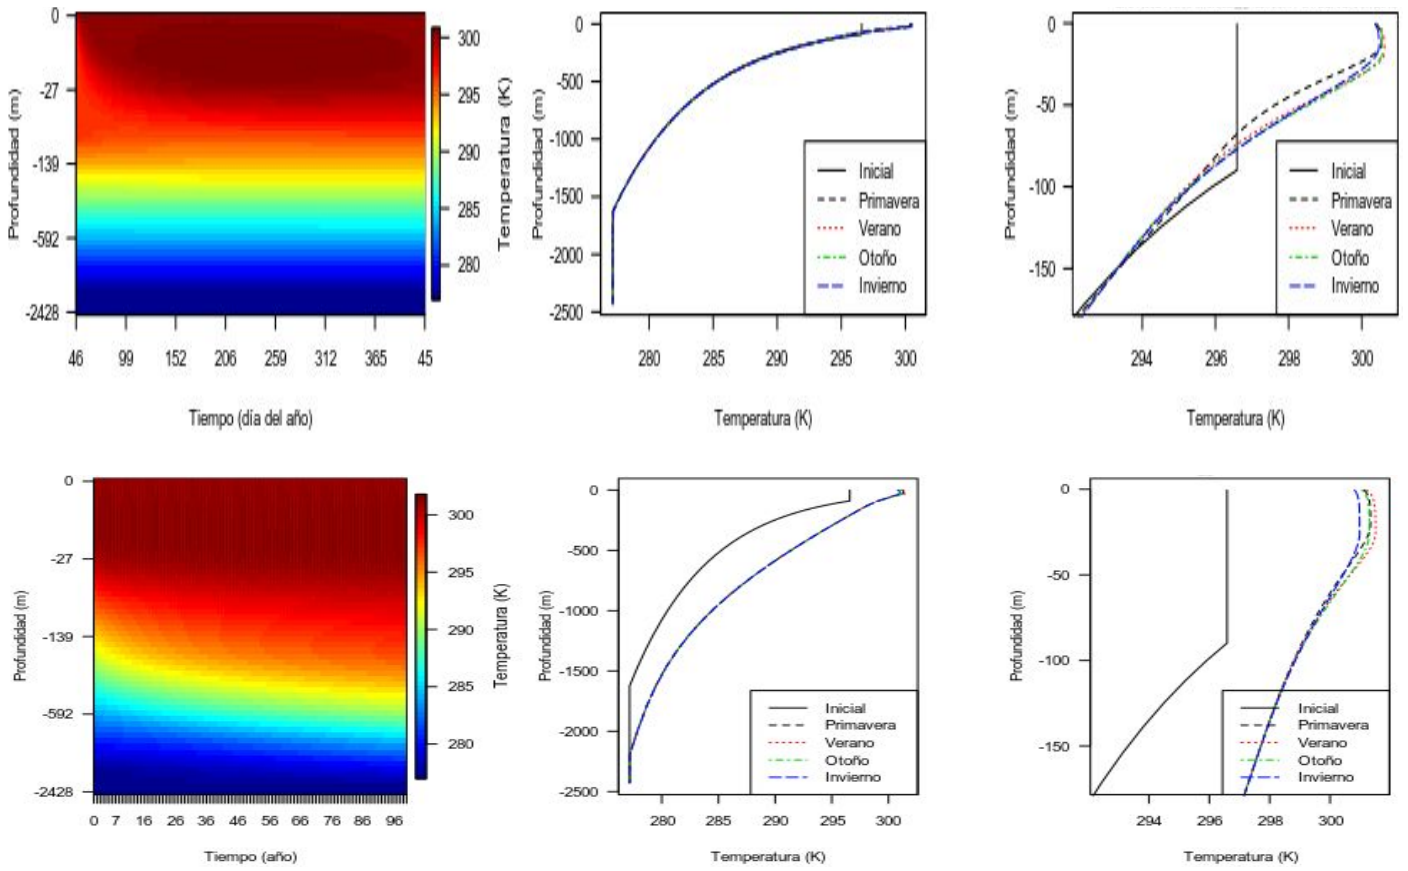 0
-27
-139
-592
-2428
Profundidad (m)
46 99 152 206 259 312 365 45
Tiempo (día del año)
300
295
290
285
280
Temperatura (K)
0
-500
-1000
-1500
-2000
-2500
Profundidad (m)
Inicial
Primavera
Verano
Otoño
Invierno
280 285 290 295 300
Temperatura (K)
0
-50
-100
-150
Profundidad (m)
Inicial
Primavera
Verano
Otoño
Invierno
294 296 298 300
Temperatura (K)
0
-27
-139
-592
-2428
Profundidad (m)
0 7 16 26 36 46 56 66 76 86 96
Tiempo (año)
300
295
290
285
280
Temperatura (K)
0
-500
-1000
-1500
-2000
-2500
Profundidad (m)
Inicial
Primavera
Verano
Otoño
Invierno
280 285 290 295 300
Temperatura (K)
0
-50
-100
-150
Profundidad (m)
Inicial
Primavera
Verano
Otoño
Invierno
294 296 298 300
Temperatura (K)